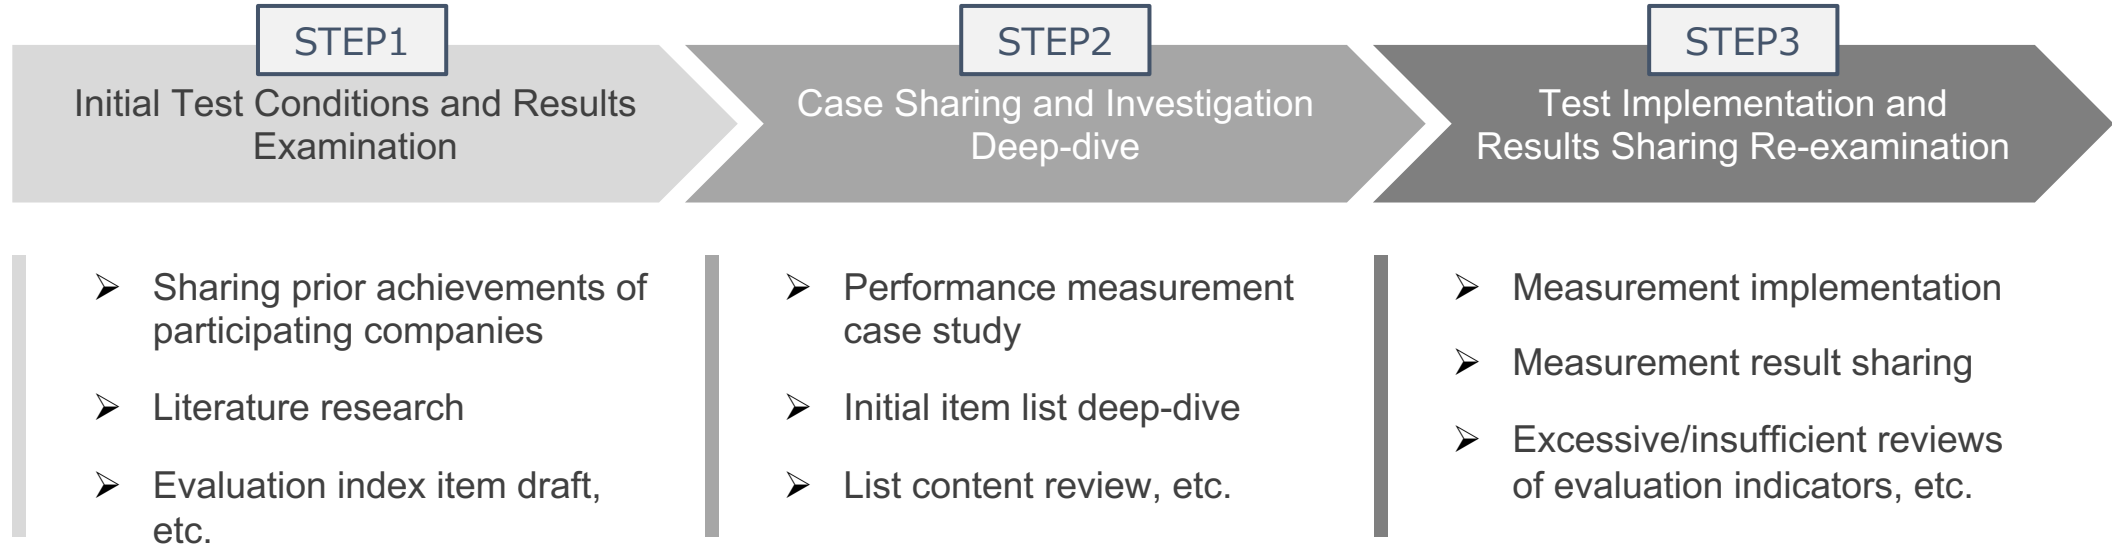 STEP1
Initial Test Conditions and Results
Examination
➢ Sharing prior achievements of
participating companies
➢ Literature research
➢ Evaluation index item draft,
etc.
STEP2
Case Sharing and Investigation
Deep-dive
➢ Performance measurement
case study
➢ Initial item list deep-dive
➢ List content review, etc.
STEP3
Test Implementation and
Results Sharing Re-examination
➢ Measurement implementation
➢ Measurement result sharing
➢ Excessive/insufficient reviews
of evaluation indicators, etc.